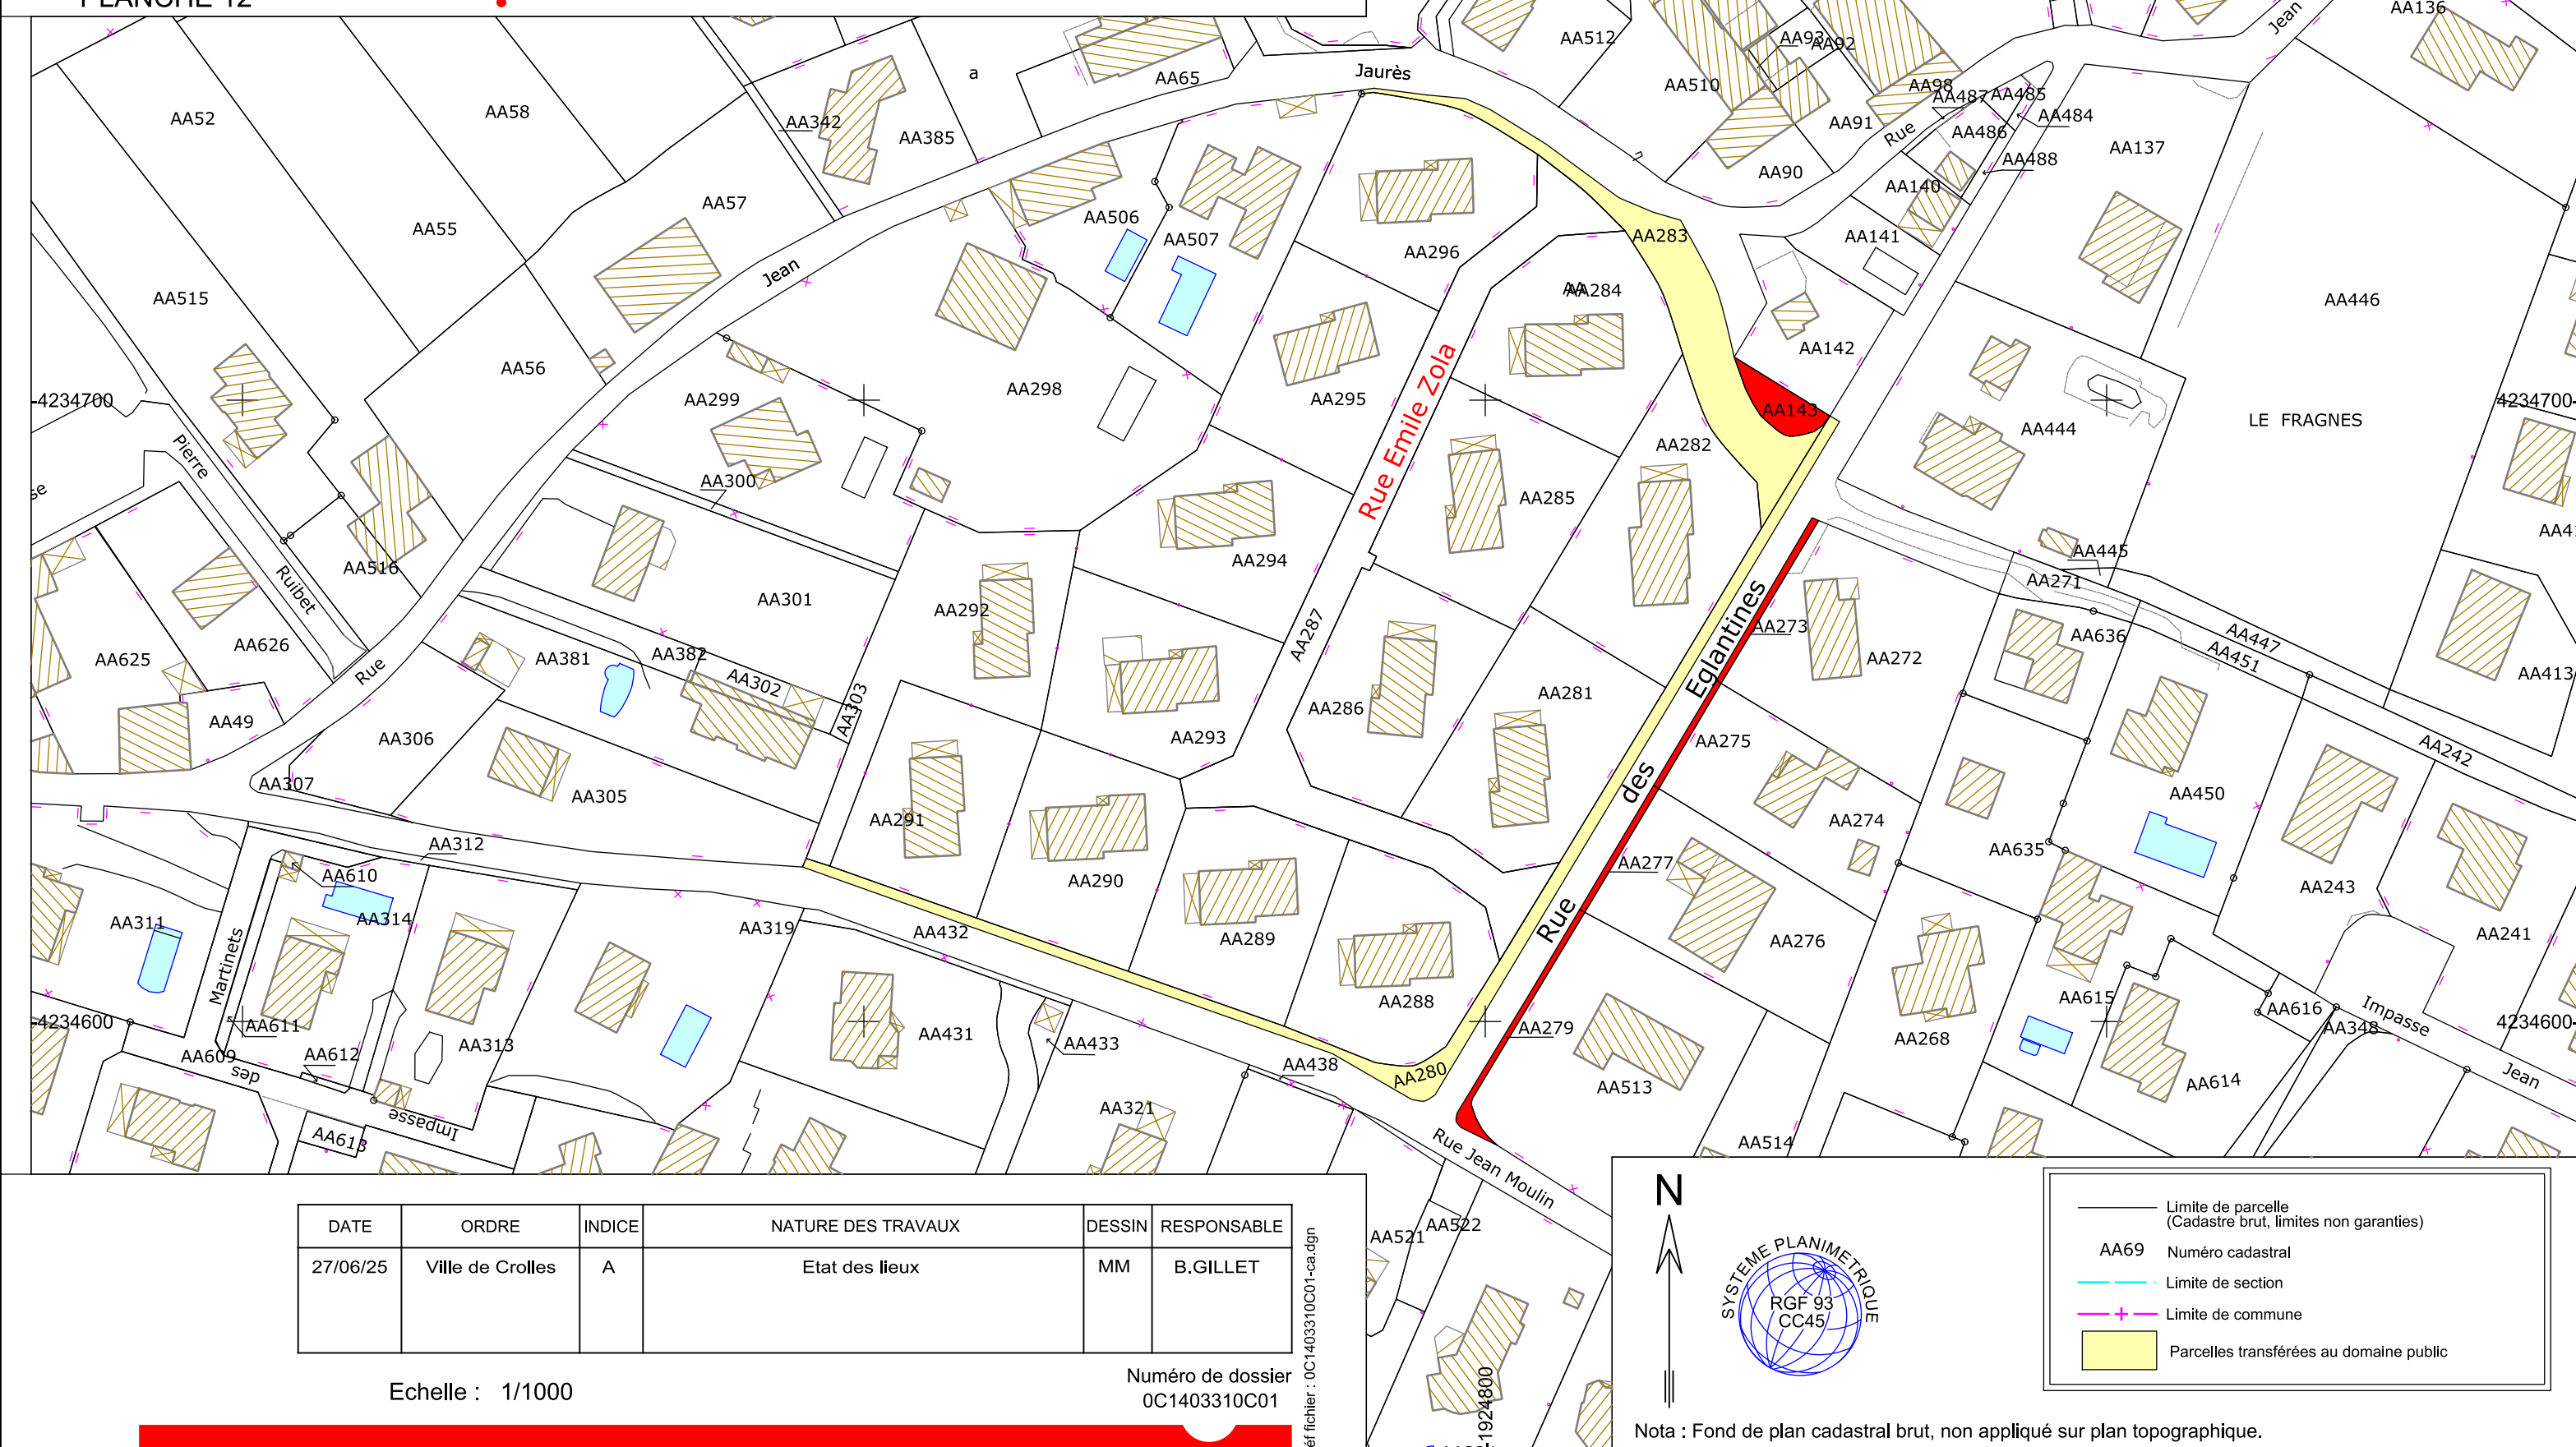 PLANCHE 12
AA52
AA58
AA55
AA57
AA342
AA385
a
AA65
Jaurès
AA512
AA510
AA93
AA92
AA98
AA487
AA485
AA484
AA486
AA488
AA91
AA90
AA140
AA141
AA137
Rue
Jean
AA136
AA446
AA515
AA56
Jean
AA506
AA507
AA296
AA283
AA284
AA142
AA143
4234700
Pierre
Ruibet
AA299
AA298
AA295
Rue Emile Zola
AA282
AA444
LE FRAGNES
4234700
AA300
AA516
AA301
AA294
AA285
AA445
AA271
AA447
AA451
AA636
AA625
AA626
AA49
Rue
AA381
AA382
AA302
AA303
AA292
AA287
AA286
AA293
AA281
AA273
AA272
AA275
AA413
AA242
AA306
AA307
AA305
AA291
AA290
AA274
AA450
AA635
AA243
AA312
AA610
AA314
AA311
Martinets
AA319
AA432
AA289
AA288
AA277
AA276
AA241
Rue des Eglantines
4234600
AA611
AA609
des
AA612
AA313
Impasse
AA613
AA431
AA433
AA438
AA280
AA279
AA513
AA268
AA615
AA616
AA348
AA614
Impasse
Jean
4234600
AA321
AA514
Rue Jean Moulin
AA521
AA522
DATE ORDRE INDICE NATURE DES TRAVAUX DESSIN RESPONSABLE
27/06/25 Ville de Crolles A Etat des lieux MM B.GILLET
Echelle : 1/1000
Numéro de dossier
0C1403310C01
éf fichier : 0C1403310C01-ca.dgn
1924800
N
SYSTEME PLANIMETRIQUE
RGF 93
CC45
Limite de parcelle
(Cadastre brut, limites non garanties)
AA69 Numéro cadastral
Limite de section
Limite de commune
Parcelles transférées au domaine public
Nota : Fond de plan cadastral brut, non appliqué sur plan topographique.